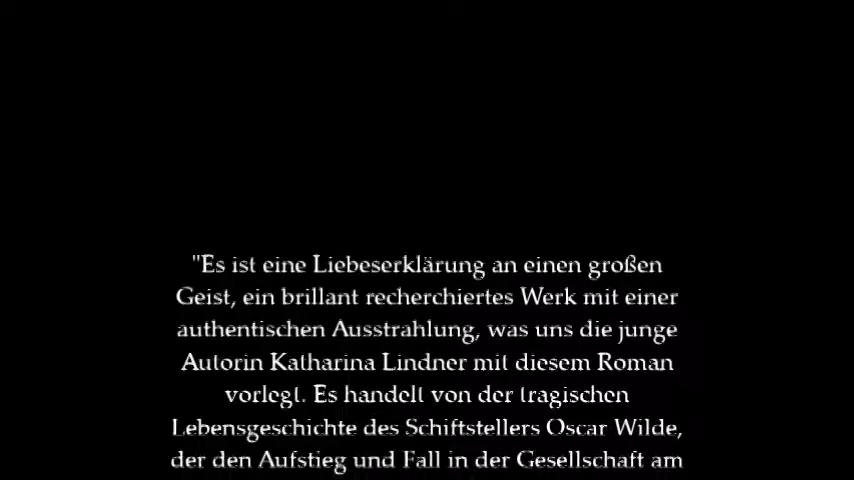 "Es ist eine Liebeserklärung an einen großen
Geist, ein brillant recherchiertes Werk mit einer
authentischen Ausstrahlung, was uns die junge
Autorin Katharina Lindner mit diesem Roman
vorlegt. Es handelt von der tragischen
Lebensgeschichte des Schiftstellers Oscar Wilde,
der den Aufstieg und Fall in der Gesellschaft am